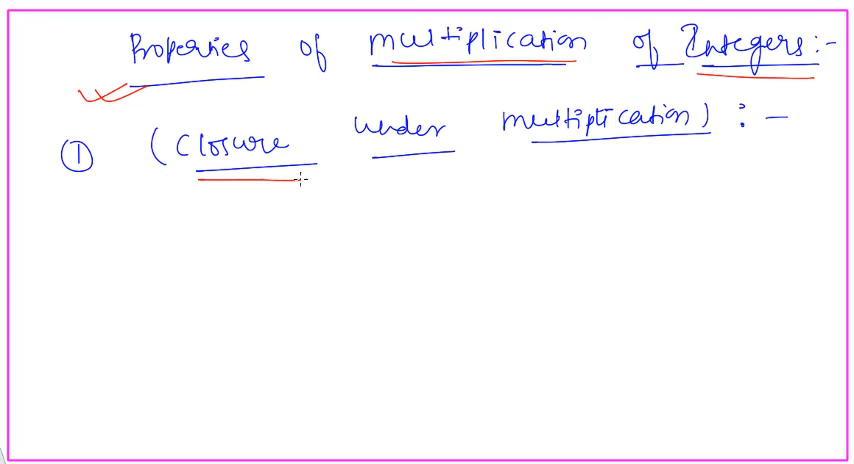 Properties of multiplication of Integers:-
① (Closure under multiplication) :-